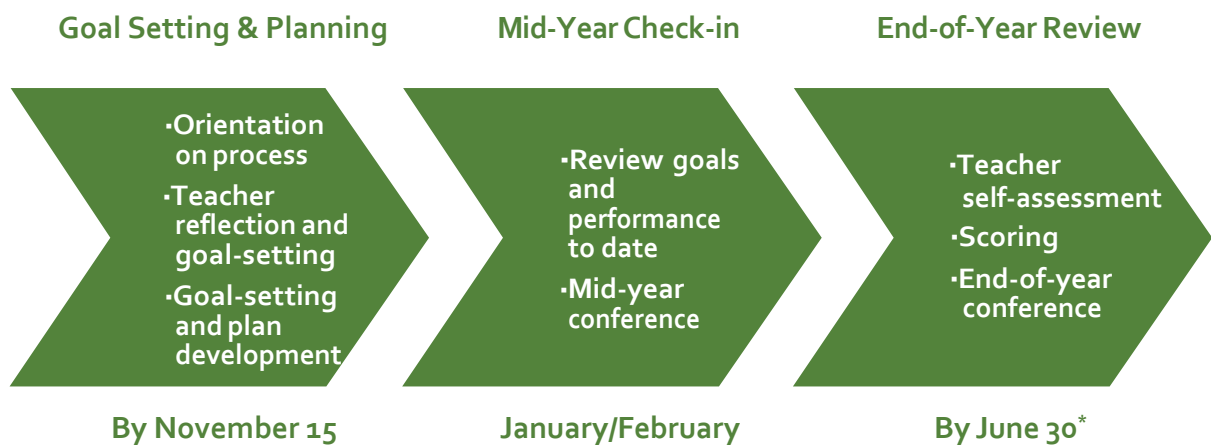 Goal Setting & Planning
Mid-Year Check-in
End-of-Year Review
▪Orientation
on process
▪Teacher
reflection and
goal-setting
▪Goal-setting
and plan
development
▪Review goals
and
performance
to date
▪Mid-year
conference
▪Teacher
self-assessment
▪Scoring
▪End-of-year
conference
By November 15
January/February
By June 30*